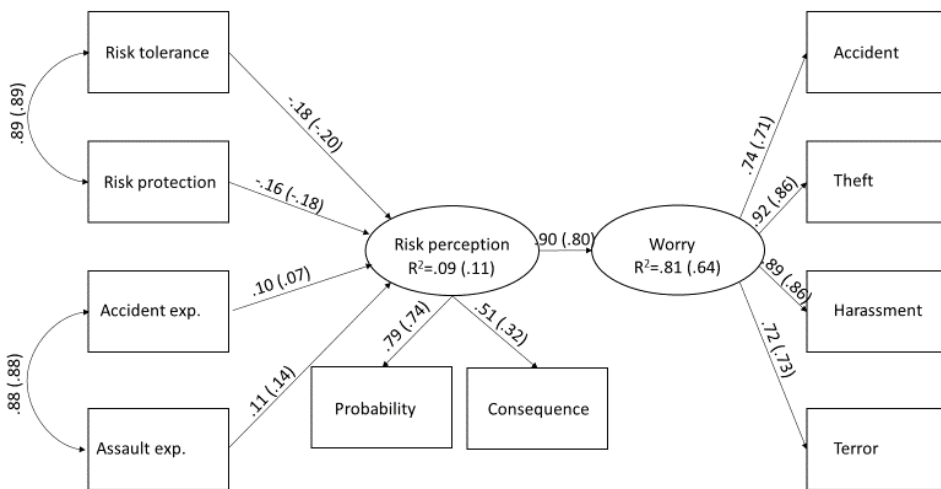 Risk tolerance
Accident
.89 (.89)
-.18 (-.20)
.74 (.71)
Risk protection
Theft
-.16 (-.18)
.92 (.86)
Risk perception
R²=.09 (.11)
.90 (.80)
Worry
R²=.81 (.64)
.89 (.86)
Accident exp.
.10 (.07)
Harassment
.88 (.88)
.11 (.14)
.79 (.74)
.51 (.32)
.72 (.73)
Probability
Consequence
Assault exp.
Terror